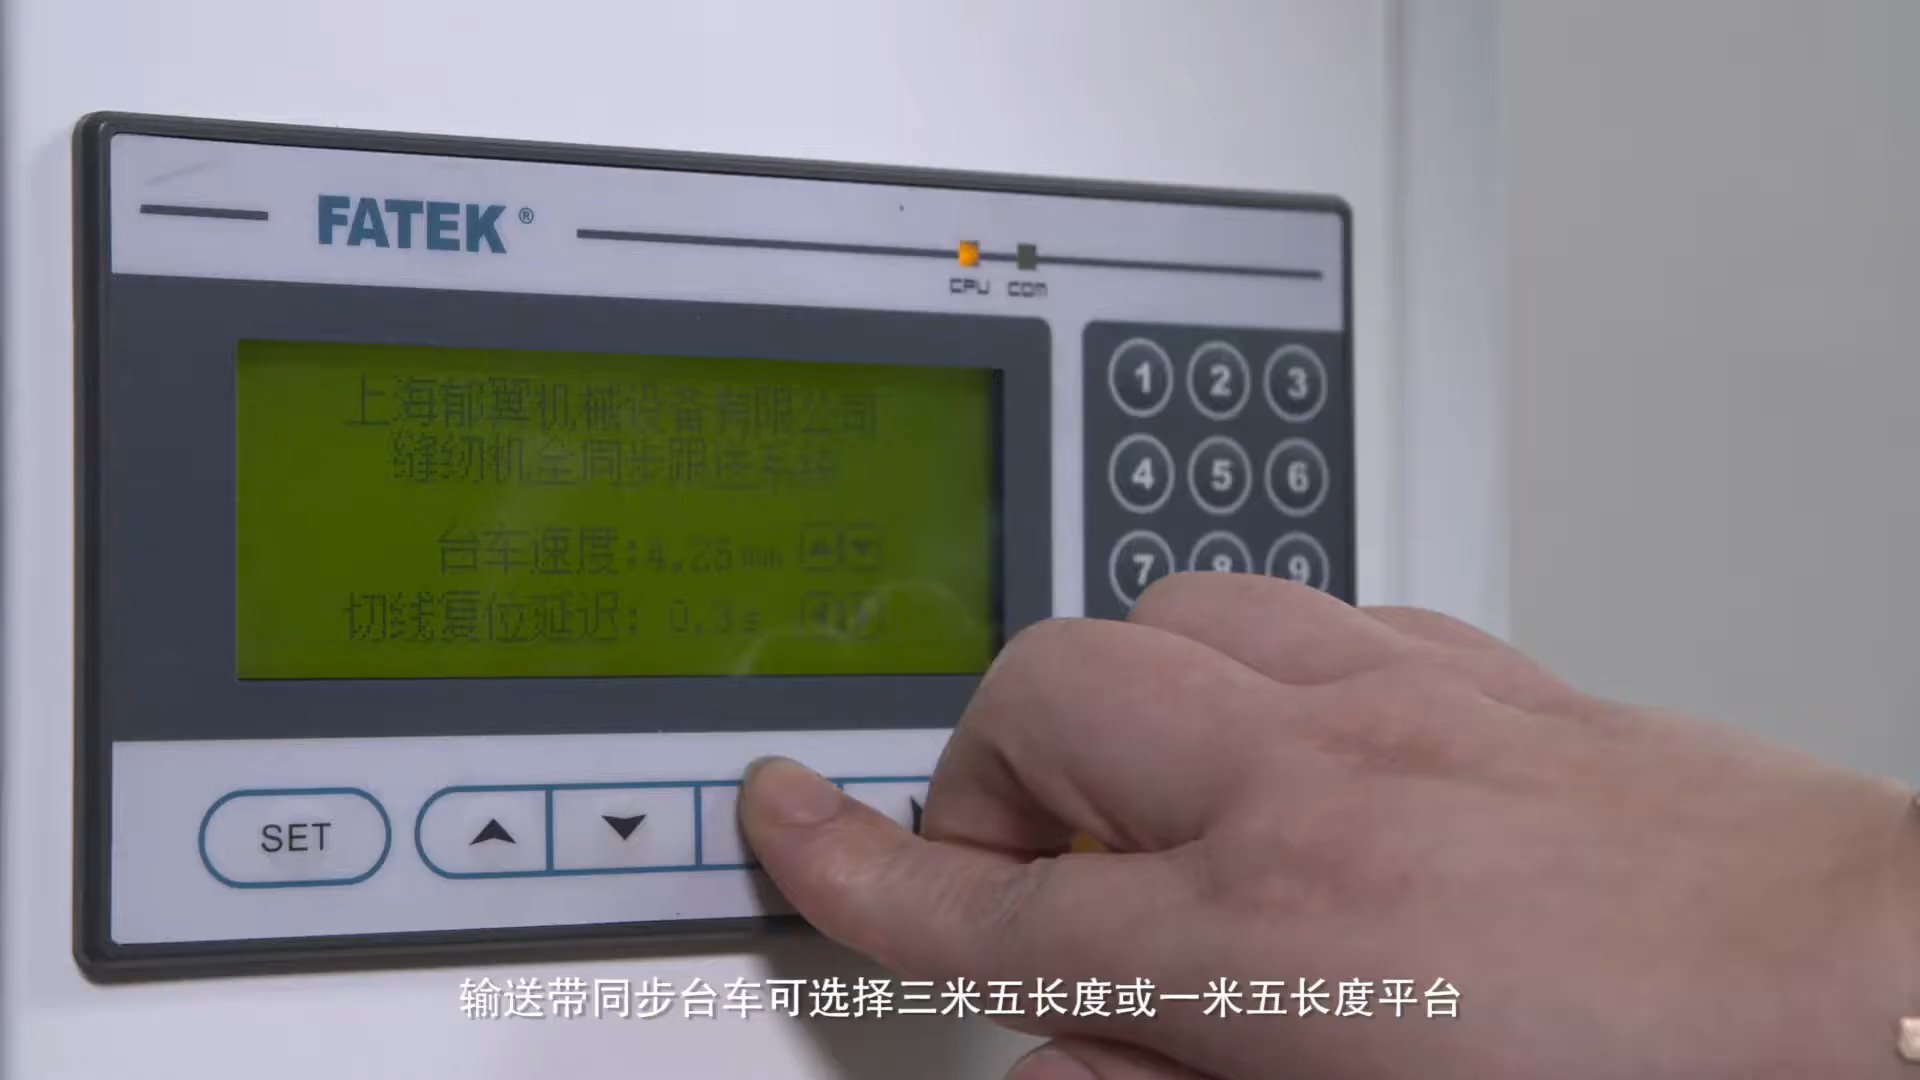 FATEK®
CPU COM
上海郁翼机械设备有限公司
缝纫机全同步跟送系统
台车速度:4.25mm
切线复位延迟: 0.3s
1 2 3
4 5 6
7 8 9
SET
输送带同步台车可选择三米五长度或一米五长度平台